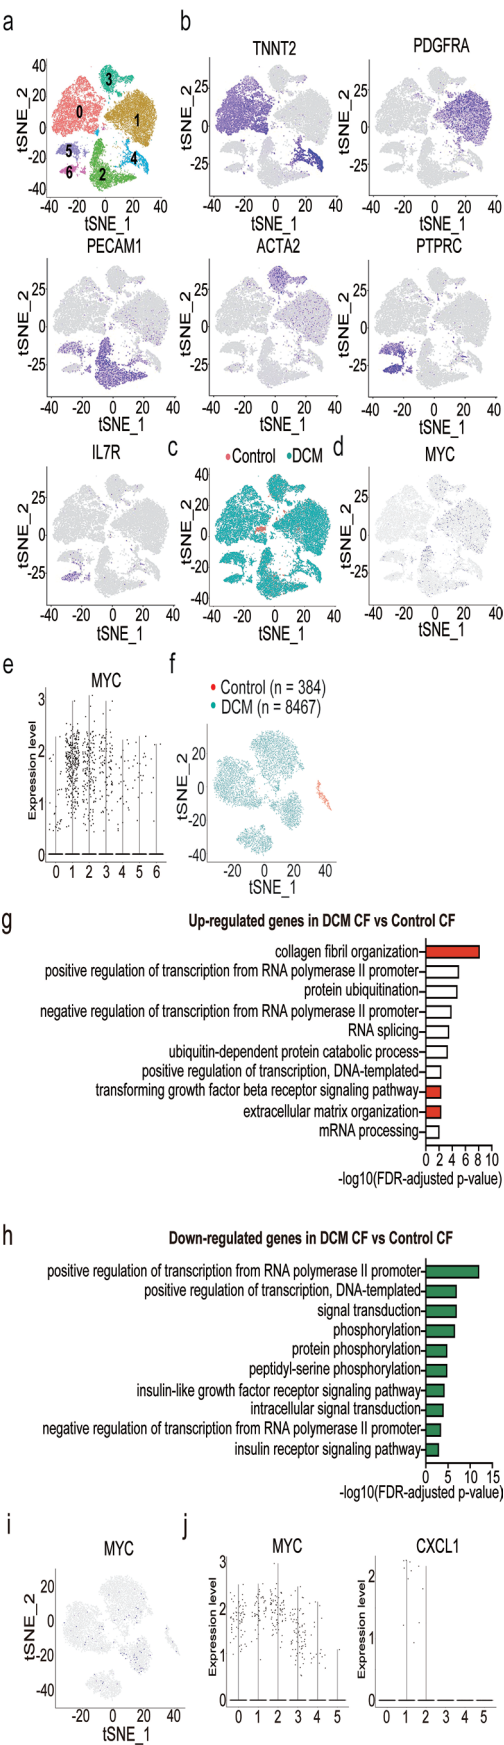 a
b
TNNT2
PDGFRA
tSNE_2
40
20
0
-20
-40
0
1
2
3
4
5
6
-40 -20 0 20 40
tSNE_1
tSNE_2
25
0
-25
-40 -20 0 20 40
tSNE_1
tSNE_2
25
0
-25
-40 -20 0 20 40
tSNE_1
PECAM1
ACTA2
PTPRC
tSNE_2
25
0
-25
-40 -20 0 20 40
tSNE_1
tSNE_2
25
0
-25
-40 -20 0 20 40
tSNE_1
tSNE_2
25
0
-25
-40 -20 0 20 40
tSNE_1
IL7R
c
Control DCM
d
MYC
tSNE_2
25
0
-25
-40 -20 0 20 40
tSNE_1
tSNE_2
40
20
0
-20
-40
-40 -20 0 20 40
tSNE_1
tSNE_2
25
0
-25
-40 -20 0 20 40
tSNE_1
e
MYC
Expression level
3
2
1
0
0 1 2 3 4 5 6
f
Control (n = 384)
DCM (n = 8467)
tSNE_2
20
0
-20
-40
-20 0 20 40
tSNE_1
g
Up-regulated genes in DCM CF vs Control CF
collagen fibril organization
positive regulation of transcription from RNA polymerase II promoter
protein ubiquitination
negative regulation of transcription from RNA polymerase II promoter
RNA splicing
ubiquitin-dependent protein catabolic process
positive regulation of transcription, DNA-templated
transforming growth factor beta receptor signaling pathway
extracellular matrix organization
mRNA processing
0 2 4 6 8 10
-log10(FDR-adjusted p-value)
h
Down-regulated genes in DCM CF vs Control CF
positive regulation of transcription from RNA polymerase II promoter
positive regulation of transcription, DNA-templated
signal transduction
phosphorylation
protein phosphorylation
peptidyl-serine phosphorylation
insulin-like growth factor receptor signaling pathway
intracellular signal transduction
negative regulation of transcription from RNA polymerase II promoter
insulin receptor signaling pathway
0 5 10 15
-log10(FDR-adjusted p-value)
i
MYC
tSNE_2
20
0
-20
-40
-20 0 20 40
tSNE_1
j
MYC
Expression level
3
2
1
0
0 1 2 3 4 5
CXCL1
Expression level
2
1
0
0 1 2 3 4 5